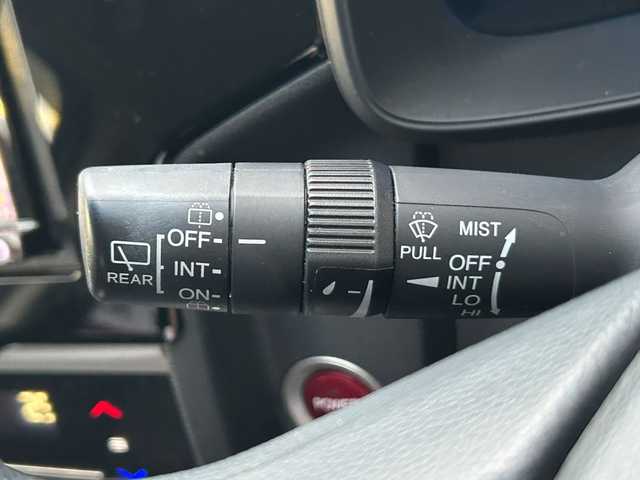 OFF
REAR
INT
ON
MIST
PULL
OFF
INT
LO
HI
POWER